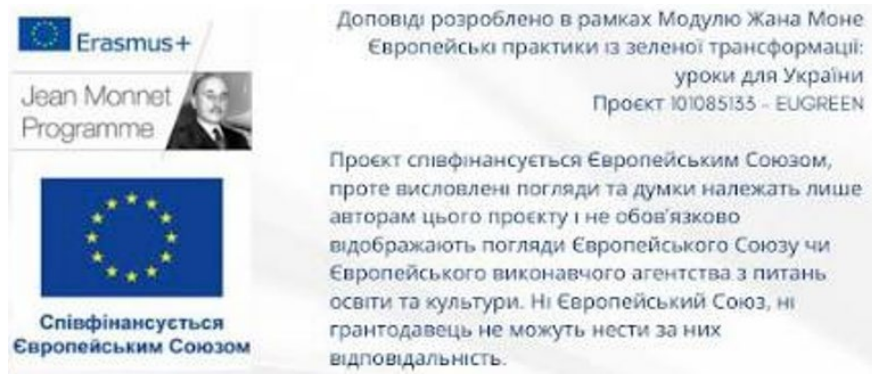 Erasmus+
Jean Monnet
Programme
Співфінансується
Європейським Союзом
Доповіді розроблено в рамках Модулю Жана Моне
Європейські практики із зеленої трансформації:
уроки для України
Проєкт 101085133 – EUGREEN
Проєкт співфінансується Європейським Союзом,
проте висловлені погляди та думки належать лише
авторам цього проєкту і не обов'язково
відображають погляди Європейського Союзу чи
Європейського виконавчого агентства з питань
освіти та культури. Ні Європейський Союз, ні
грантодавець не можуть нести за них
відповідальність.